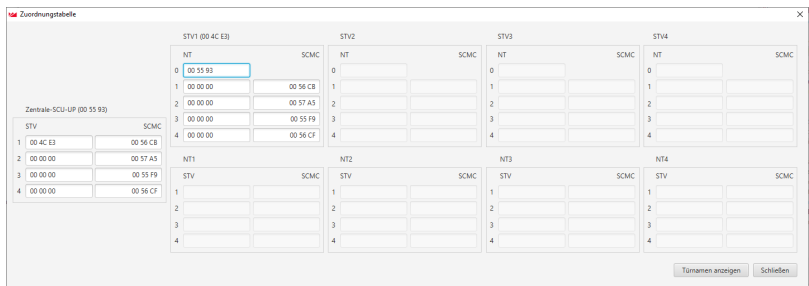 Zuordnungstabelle
STV1 (00 4C E3) STV2 STV3 STV4
NT SCMC NT SCMC NT SCMC NT SCMC
0 00 55 93 0 0 0
1 00 00 00 00 56 CB 1 1 1
2 00 00 00 00 57 A5 2 2 2
3 00 00 00 00 55 F9 3 3 3
4 00 00 00 00 56 CF 4 4 4
Zentrale-SCU-UP (00 55 93)
STV SCMC
1 00 4C E3 00 56 CB
2 00 00 00 00 57 A5
3 00 00 00 00 55 F9
4 00 00 00 00 56 CF
NT1 NT2 NT3 NT4
STV SCMC STV SCMC STV SCMC STV SCMC
1 1 1 1
2 2 2 2
3 3 3 3
4 4 4 4
Türnamen anzeigen Schließen